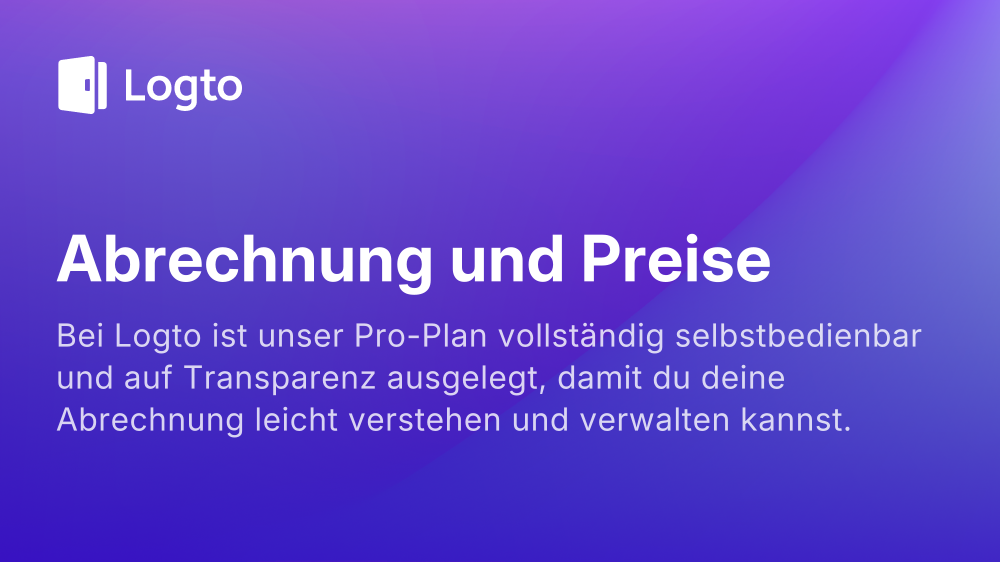 Logto
Abrechnung und Preise
Bei Logto ist unser Pro-Plan vollständig selbstbedienbar
und auf Transparenz ausgelegt, damit du deine
Abrechnung leicht verstehen und verwalten kannst.